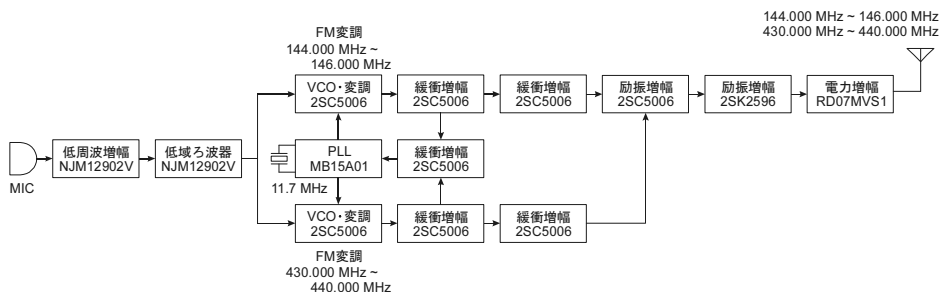 144.000 MHz ~ 146.000 MHz
430.000 MHz ~ 440.000 MHz
FM変調
144.000 MHz ~
146.000 MHz
VCO・変調
2SC5006
緩衝増幅
2SC5006
緩衝増幅
2SC5006
励振増幅
2SC5006
励振増幅
2SK2596
電力増幅
RD07MVS1
MIC
低周波増幅
NJM12902V
低域ろ波器
NJM12902V
11.7 MHz
PLL
MB15A01
緩衝増幅
2SC5006
VCO・変調
2SC5006
緩衝増幅
2SC5006
緩衝増幅
2SC5006
FM変調
430.000 MHz ~
440.000 MHz